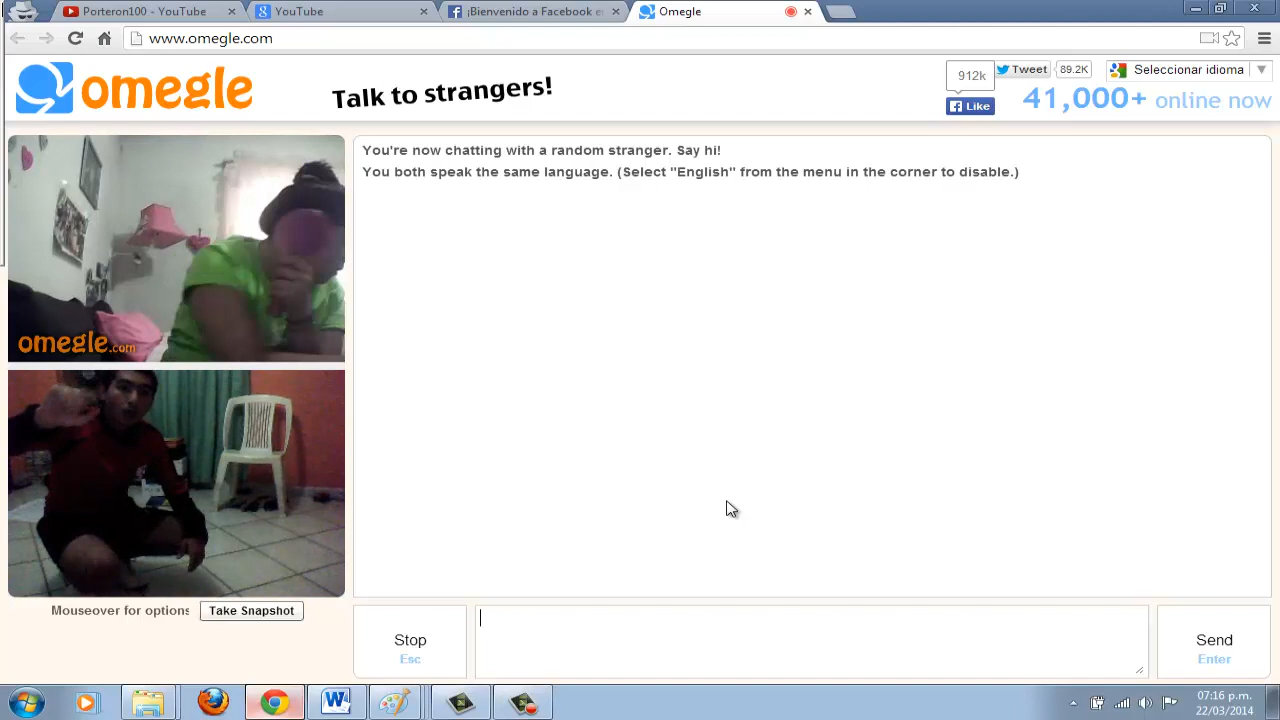 Porteron100 - YouTube
YouTube
¡Bienvenido a Facebook e
Omegle
www.omegle.com
omegle
Talk to strangers!
912k
Like
Tweet
89.2K
Seleccionar idioma
41,000+ online now
You're now chatting with a random stranger. Say hi!
You both speak the same language. (Select "English" from the menu in the corner to disable.)
omegle.com
Mouseover for options
Take Snapshot
Stop
Esc
Send
Enter
07:16 p.m.
22/03/2014